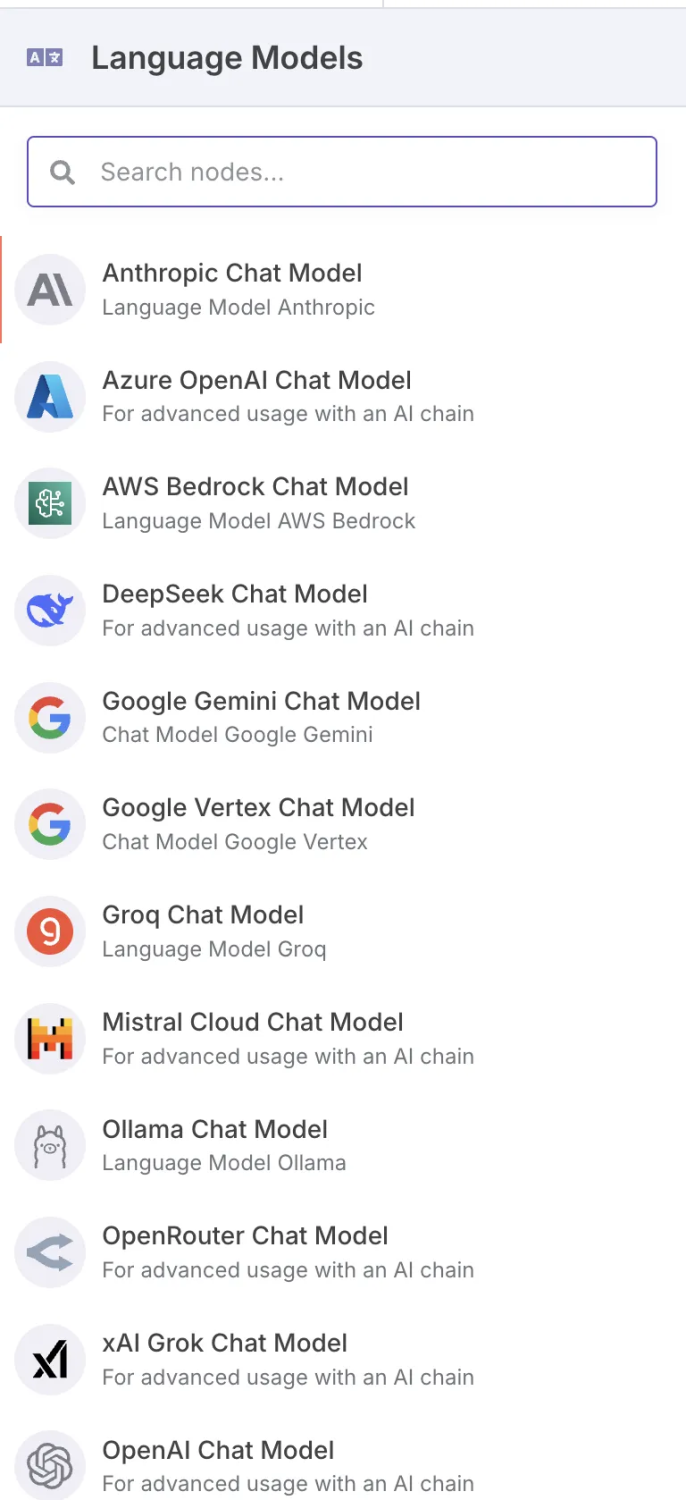 Language Models
Search nodes...
Anthropic Chat Model
Language Model Anthropic
Azure OpenAI Chat Model
For advanced usage with an AI chain
AWS Bedrock Chat Model
Language Model AWS Bedrock
DeepSeek Chat Model
For advanced usage with an AI chain
Google Gemini Chat Model
Chat Model Google Gemini
Google Vertex Chat Model
Chat Model Google Vertex
Groq Chat Model
Language Model Groq
Mistral Cloud Chat Model
For advanced usage with an AI chain
Ollama Chat Model
Language Model Ollama
OpenRouter Chat Model
For advanced usage with an AI chain
xAI Grok Chat Model
For advanced usage with an AI chain
OpenAI Chat Model
For advanced usage with an AI chain